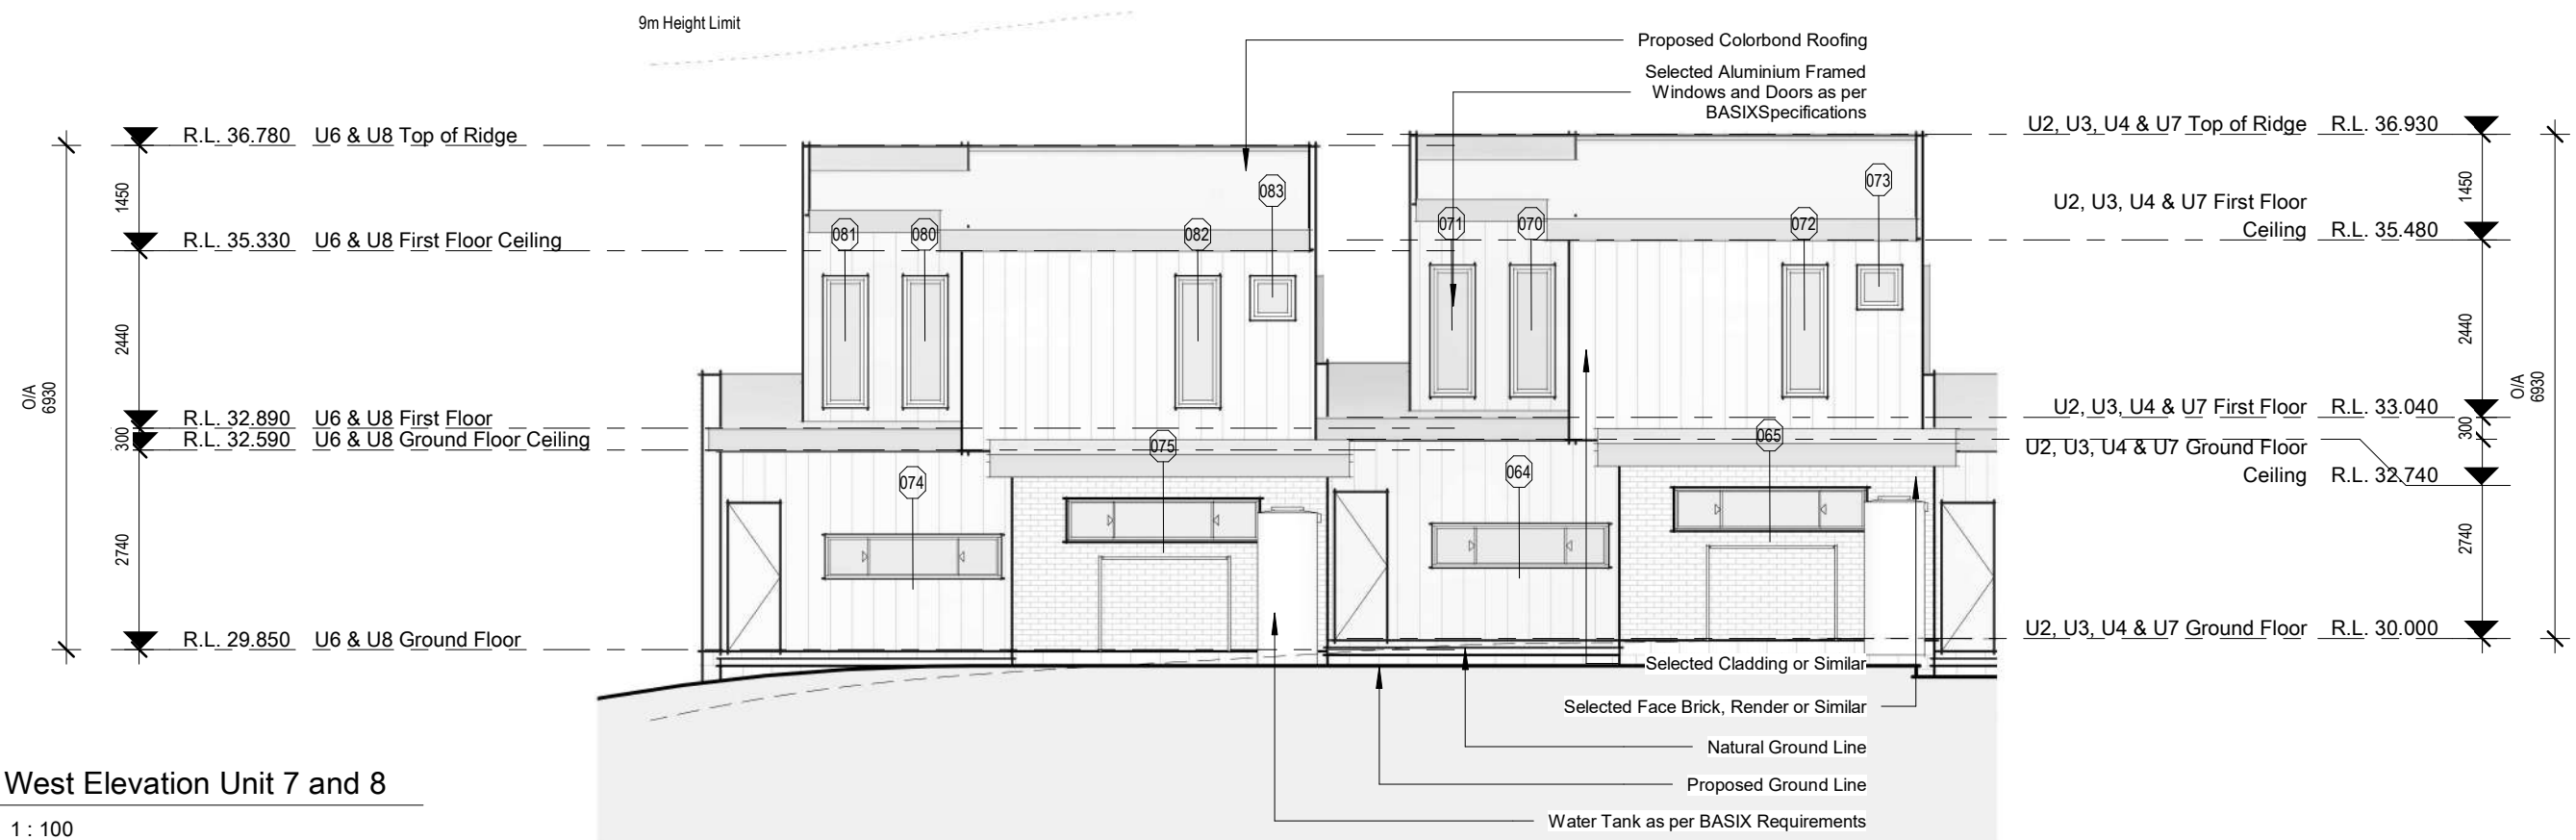 9m Height Limit
Proposed Colorbond Roofing
Selected Aluminium Framed
Windows and Doors as per
BASIXSpecifications
R.L. 36.780 U6 & U8 Top of Ridge
R.L. 35.330 U6 & U8 First Floor Ceiling
R.L. 32.890 U6 & U8 First Floor
R.L. 32.590 U6 & U8 Ground Floor Ceiling
R.L. 29.850 U6 & U8 Ground Floor
1450
2440
300
2740
O/A
6930
081
080
082
083
071
070
072
073
074
075
064
065
U2, U3, U4 & U7 Top of Ridge R.L. 36.930
U2, U3, U4 & U7 First Floor
Ceiling R.L. 35.480
U2, U3, U4 & U7 First Floor R.L. 33.040
U2, U3, U4 & U7 Ground Floor
Ceiling R.L. 32.740
U2, U3, U4 & U7 Ground Floor R.L. 30.000
1450
2440
300
2740
O/A
6930
Selected Cladding or Similar
Selected Face Brick, Render or Similar
Natural Ground Line
Proposed Ground Line
Water Tank as per BASIX Requirements
West Elevation Unit 7 and 8
1 : 100